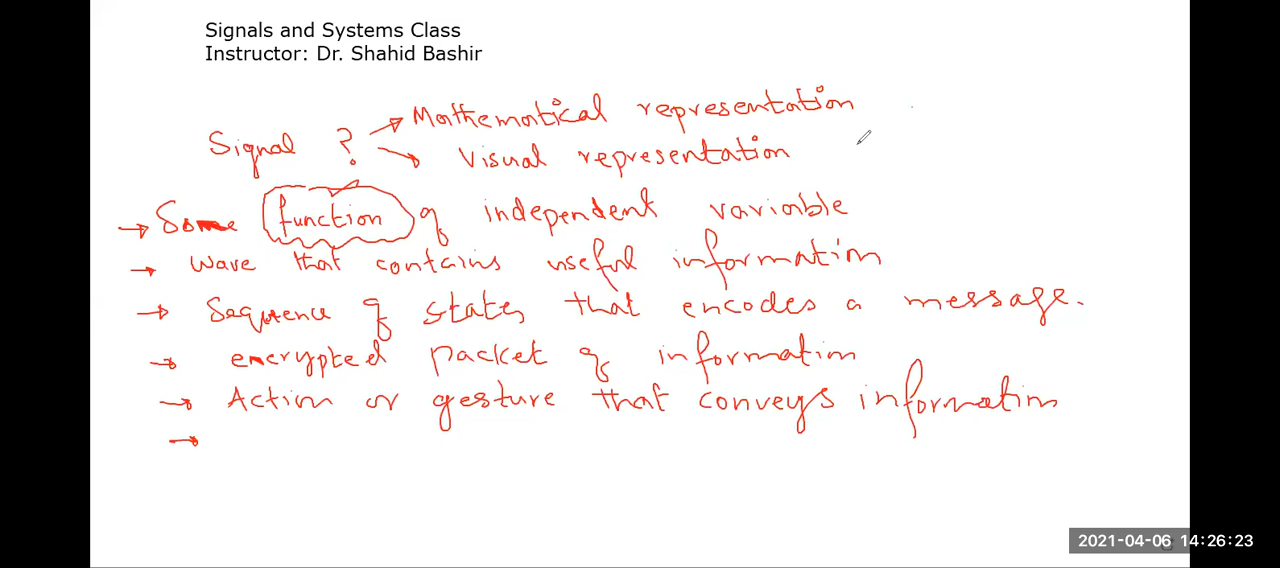 Signals and Systems Class
Instructor: Dr. Shahid Bashir
Mathematical representation
Signal ?
Visual representation
→ Some function of independent variable
→ Wave that contains useful information
→ Sequence of states that encodes a message.
→ encrypted packet of information
→ Action or gesture that conveys information
→
2021-04-06 14:26:23